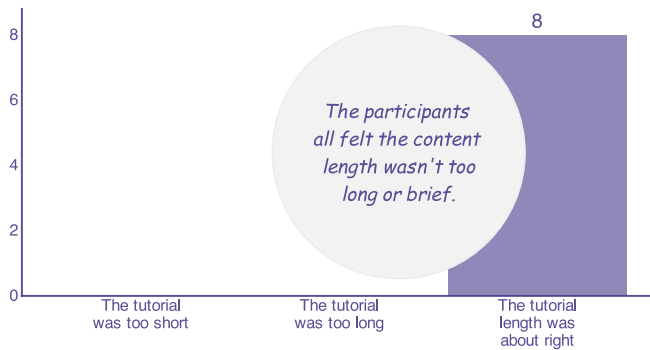 8
8
6
4
2
0
The participants
all felt the content
length wasn't too
long or brief.
The tutorial
was too short
The tutorial
was too long
The tutorial
length was
about right